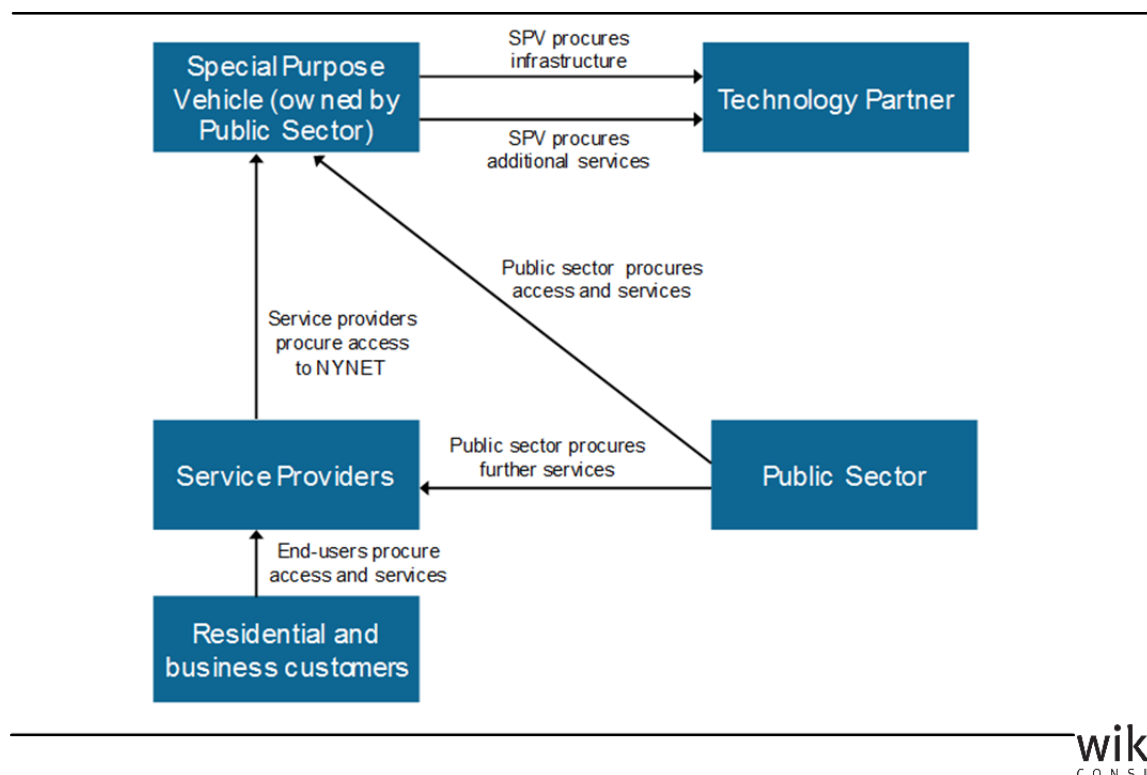 Special Purpose
Vehicle (owned by
Public Sector)
SPV procures
infrastructure
SPV procures
additional services
Technology Partner
Public sector procures
access and services
Service providers
procure access
to NYNET
Service Providers
Public sector procures
further services
Public Sector
End-users procure
access and services
Residential and
business customers
wik
CONS